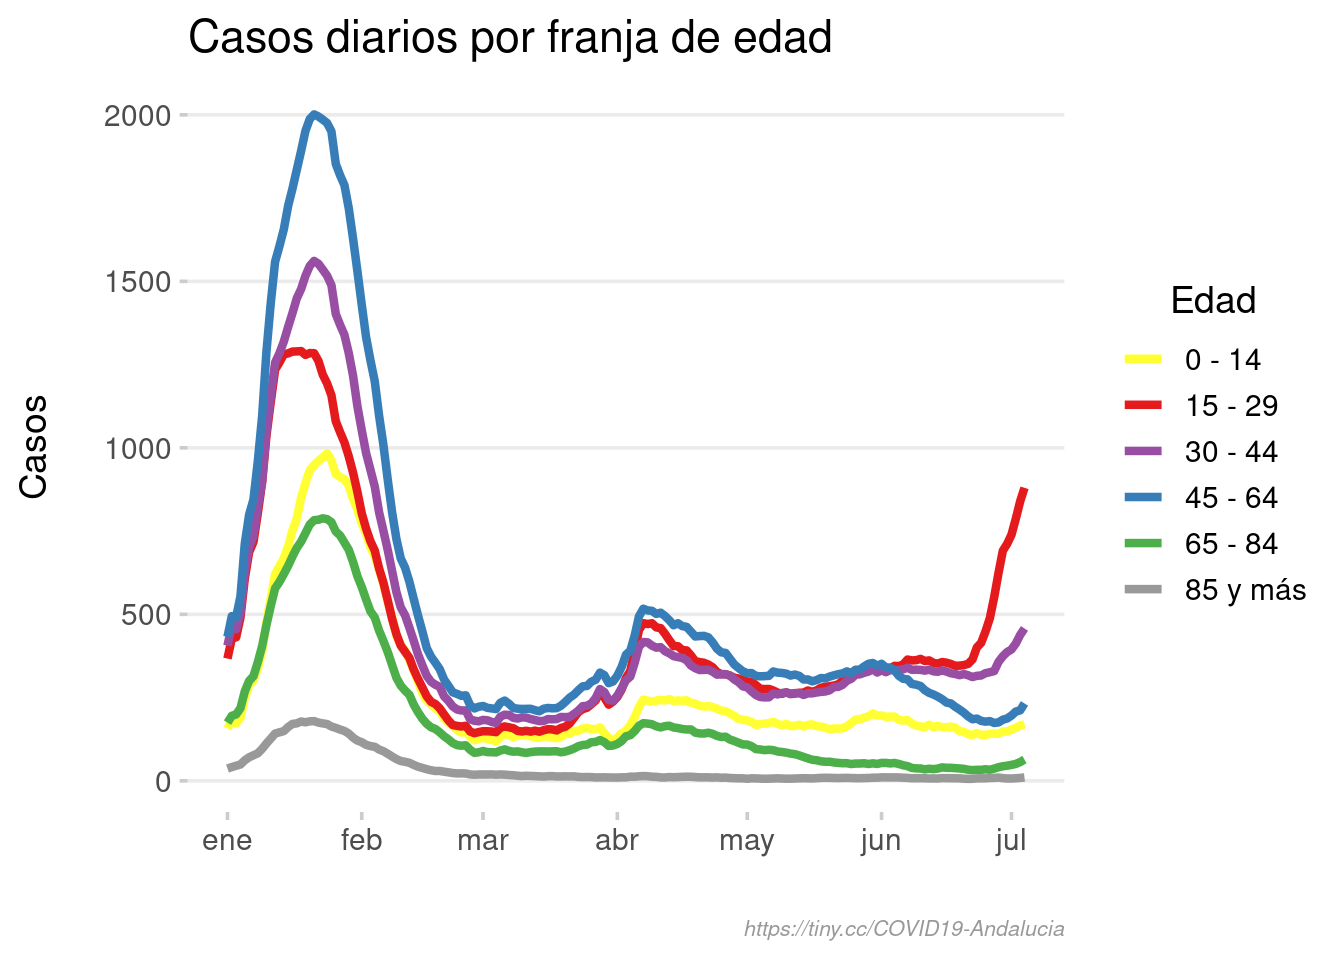 Casos diarios por franja de edad
2000
1500
1000
500
0
Casos
ene feb mar abr may jun jul
Edad
0 - 14
15 - 29
30 - 44
45 - 64
65 - 84
85 y más
https://tiny.cc/COVID19-Andalucia